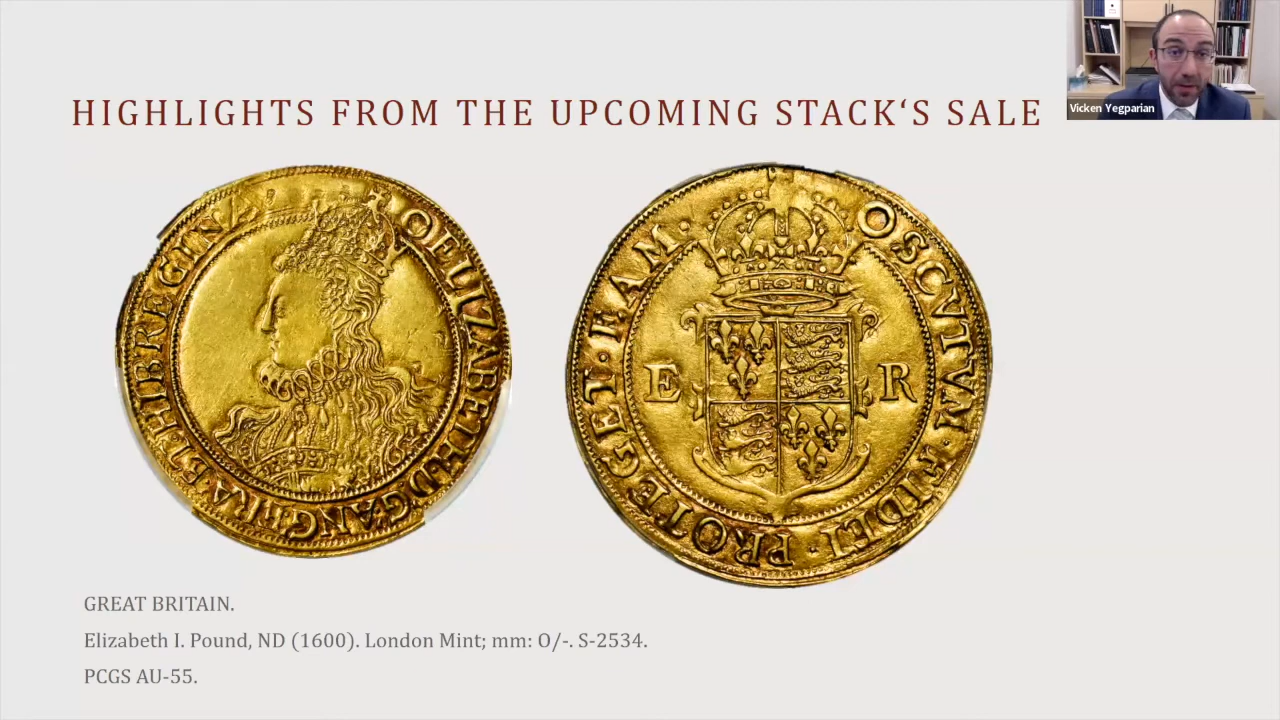 HIGHLIGHTS FROM THE UPCOMING STACK‘S SALE
Vicken Yegparian
O ELIZABETH·D·G·ANG·FRA·ET·HIB·REGINA
OSCVTVM·FIDEI·PROTEGET·EAM·
E R
GREAT BRITAIN.
Elizabeth I. Pound, ND (1600). London Mint; mm: O/-. S-2534.
PCGS AU-55.